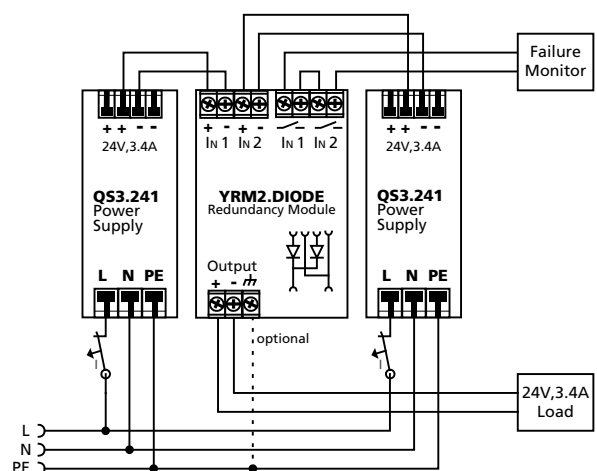 Failure
Monitor
+ + - -
24V,3.4A
QS3.241
Power
Supply
L N PE
I
+ - + -
IN 1 IN 2 IN 1 IN 2
YRM2.DIODE
Redundancy Module
Output
+ -
optional
+ + - -
24V,3.4A
QS3.241
Power
Supply
L N PE
I
24V,3.4A
Load
L
N
PE